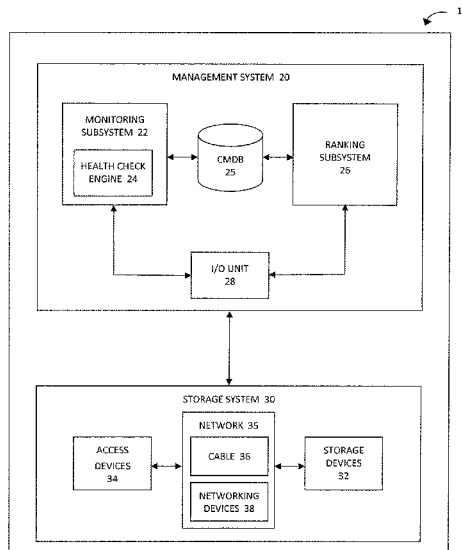 1
MANAGEMENT SYSTEM 20
MONITORING
SUBSYSTEM 22
HEALTH CHECK
ENGINE 24
CMDB
25
RANKING
SUBSYSTEM
26
I/O UNIT
28
STORAGE SYSTEM 30
NETWORK 35
ACCESS
DEVICES
34
CABLE 36
NETWORKING
DEVICES 38
STORAGE
DEVICES
32